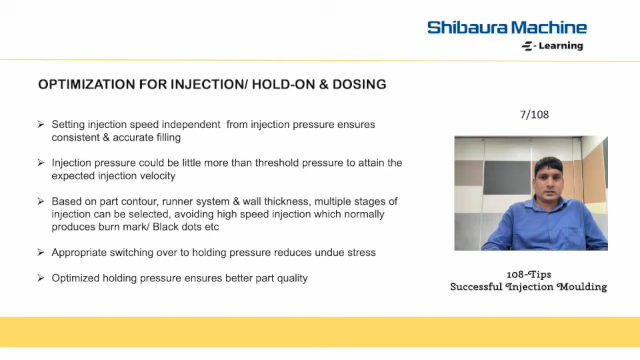 Shibaura Machine
E - Learning
OPTIMIZATION FOR INJECTION/ HOLD-ON & DOSING
7/108
➢ Setting injection speed independent from injection pressure ensures
consistent & accurate filling
➢ Injection pressure could be little more than threshold pressure to attain the
expected injection velocity
➢ Based on part contour, runner system & wall thickness, multiple stages of
injection can be selected, avoiding high speed injection which normally
produces burn mark/ Black dots etc
➢ Appropriate switching over to holding pressure reduces undue stress
➢ Optimized holding pressure ensures better part quality
108-Tips
Successful Injection Moulding